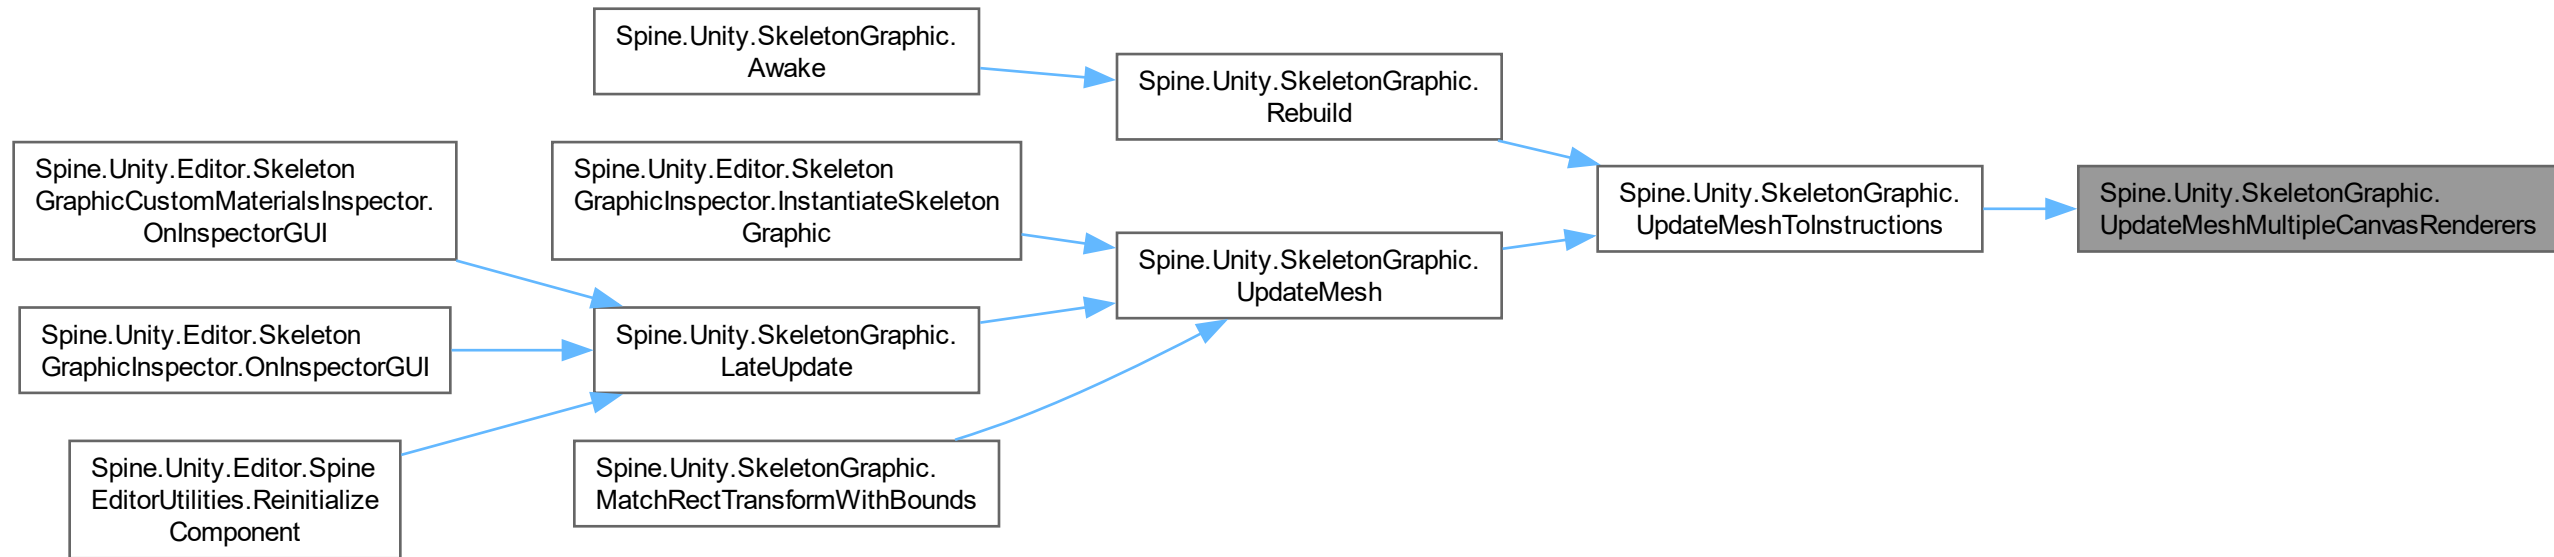 Spine.Unity.SkeletonGraphic.
Awake
Spine.Unity.SkeletonGraphic.
Rebuild
Spine.Unity.Editor.Skeleton
GraphicCustomMaterialsInspector.
OnInspectorGUI
Spine.Unity.Editor.Skeleton
GraphicInspector.InstantiateSkeleton
Graphic
Spine.Unity.SkeletonGraphic.
UpdateMeshToInstructions
Spine.Unity.SkeletonGraphic.
UpdateMeshMultipleCanvasRenderers
Spine.Unity.SkeletonGraphic.
UpdateMesh
Spine.Unity.Editor.Skeleton
GraphicInspector.OnInspectorGUI
Spine.Unity.SkeletonGraphic.
LateUpdate
Spine.Unity.Editor.Spine
EditorUtilities.Reinitialize
Component
Spine.Unity.SkeletonGraphic.
MatchRectTransformWithBounds